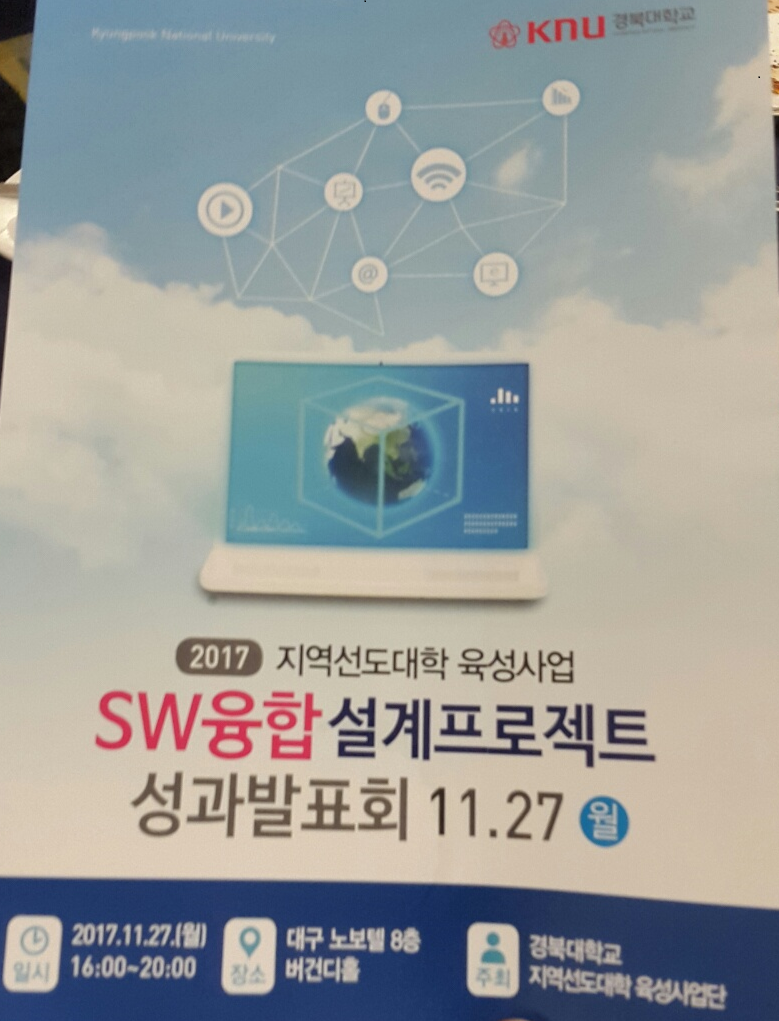 Kyungpook National University
KNU 경북대학교
2017 지역선도대학 육성사업
SW융합 설계프로젝트
성과발표회 11.27 월
일시
2017.11.27.(월)
16:00~20:00
장소
대구 노보텔 8층
버건디홀
주최
경북대학교
지역선도대학 육성사업단